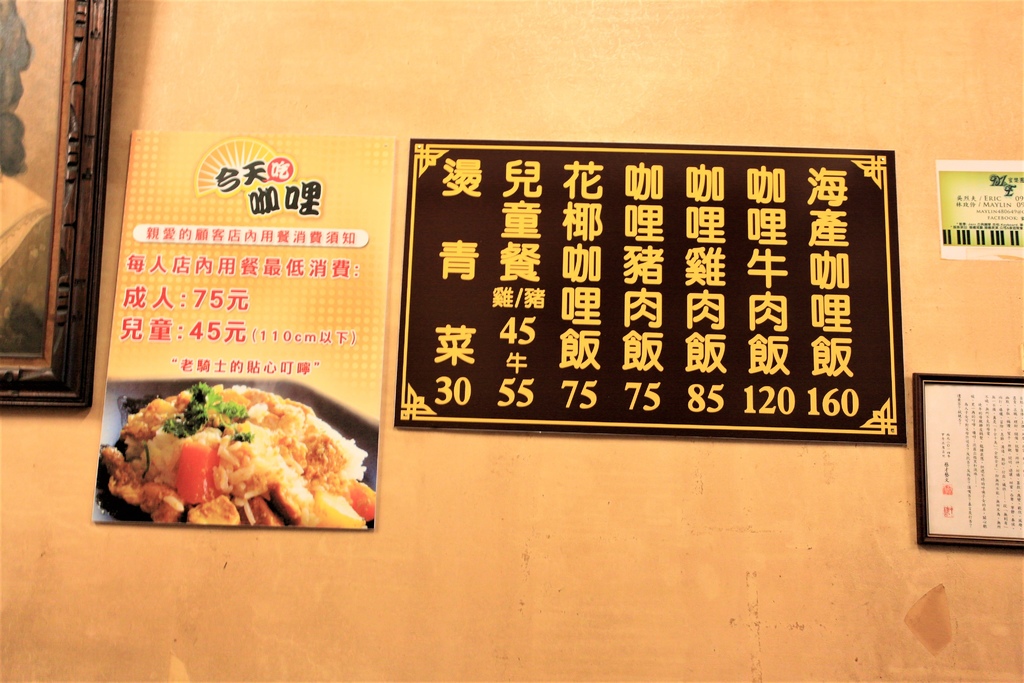 今天吃
咖哩
親愛的顧客店內用餐消費須知
每人店內用餐最低消費:
成人:75元
兒童:45元(110cm以下)
"老騎士的貼心叮嚀"
海產咖哩飯 160
咖哩牛肉飯 120
咖哩雞肉飯 85
咖哩豬肉飯 75
花椰咖哩飯 75
兒童餐 雞/豬 45 牛 55
燙青菜 30
/ERIC 09
/MAYLIN 09
FACEBOOK